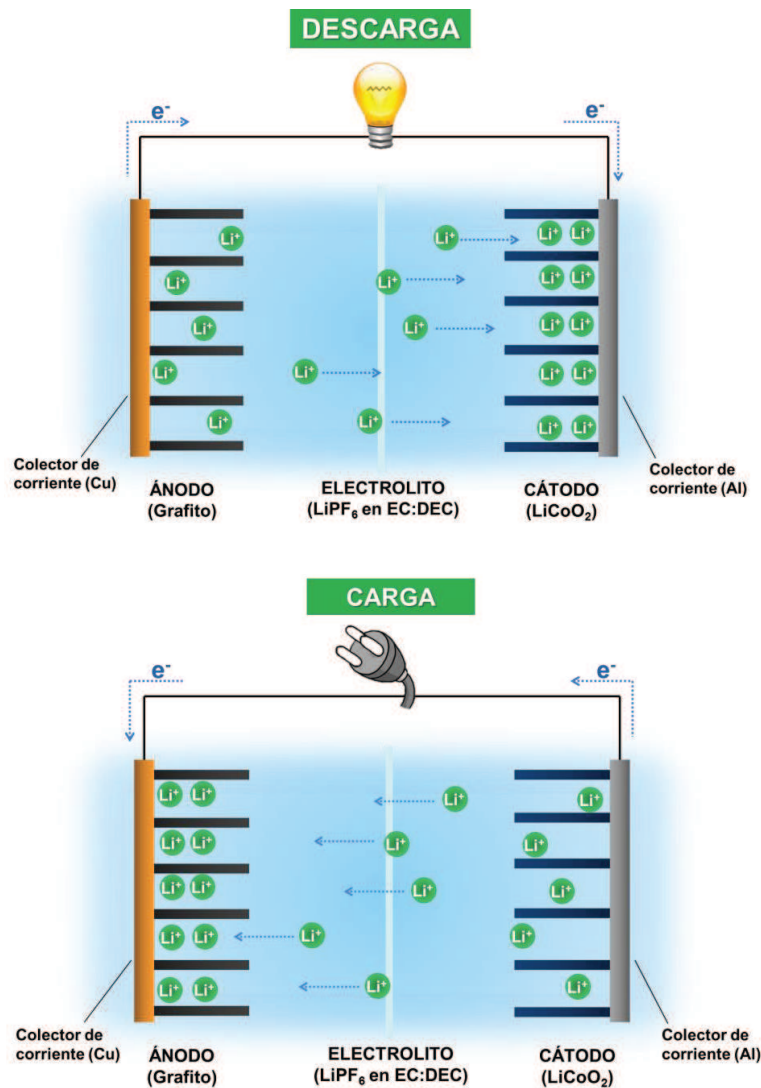 DESCARGA
e⁻
e⁻
Li⁺
Li⁺ Li⁺
Li⁺
Li⁺
Li⁺
Li⁺ Li⁺
Li⁺
Li⁺
Li⁺ Li⁺
Li⁺
Li⁺
Li⁺ Li⁺
Li⁺
Li⁺
Li⁺ Li⁺
Colector de
corriente (Cu)
ÁNODO
(Grafito)
ELECTROLITO
(LiPF₆ en EC:DEC)
CÁTODO
(LiCoO₂)
Colector de
corriente (Al)
CARGA
e⁻
e⁻
Li⁺ Li⁺
Li⁺
Li⁺
Li⁺ Li⁺
Li⁺
Li⁺
Li⁺ Li⁺
Li⁺
Li⁺
Li⁺ Li⁺
Li⁺
Li⁺
Li⁺ Li⁺
Li⁺
Li⁺
Colector de
corriente (Cu)
ÁNODO
(Grafito)
ELECTROLITO
(LiPF₆ en EC:DEC)
CÁTODO
(LiCoO₂)
Colector de
corriente (Al)